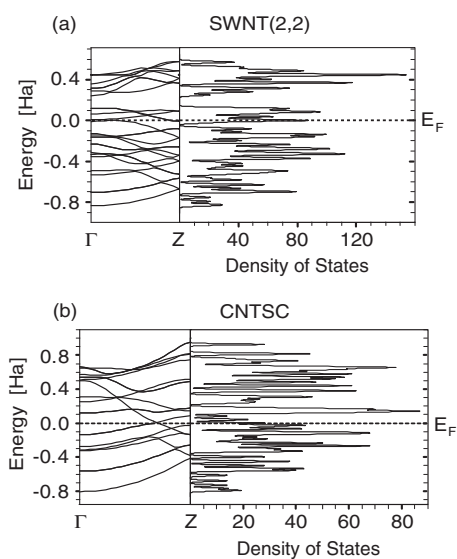 (a) SWNT(2,2)
Energy [Ha]
0.4
0.0
-0.4
-0.8
E_F
Γ Z 40 80 120
Density of States
(b) CNTSC
Energy [Ha]
0.8
0.4
0.0
-0.4
-0.8
E_F
Γ Z 20 40 60 80
Density of States